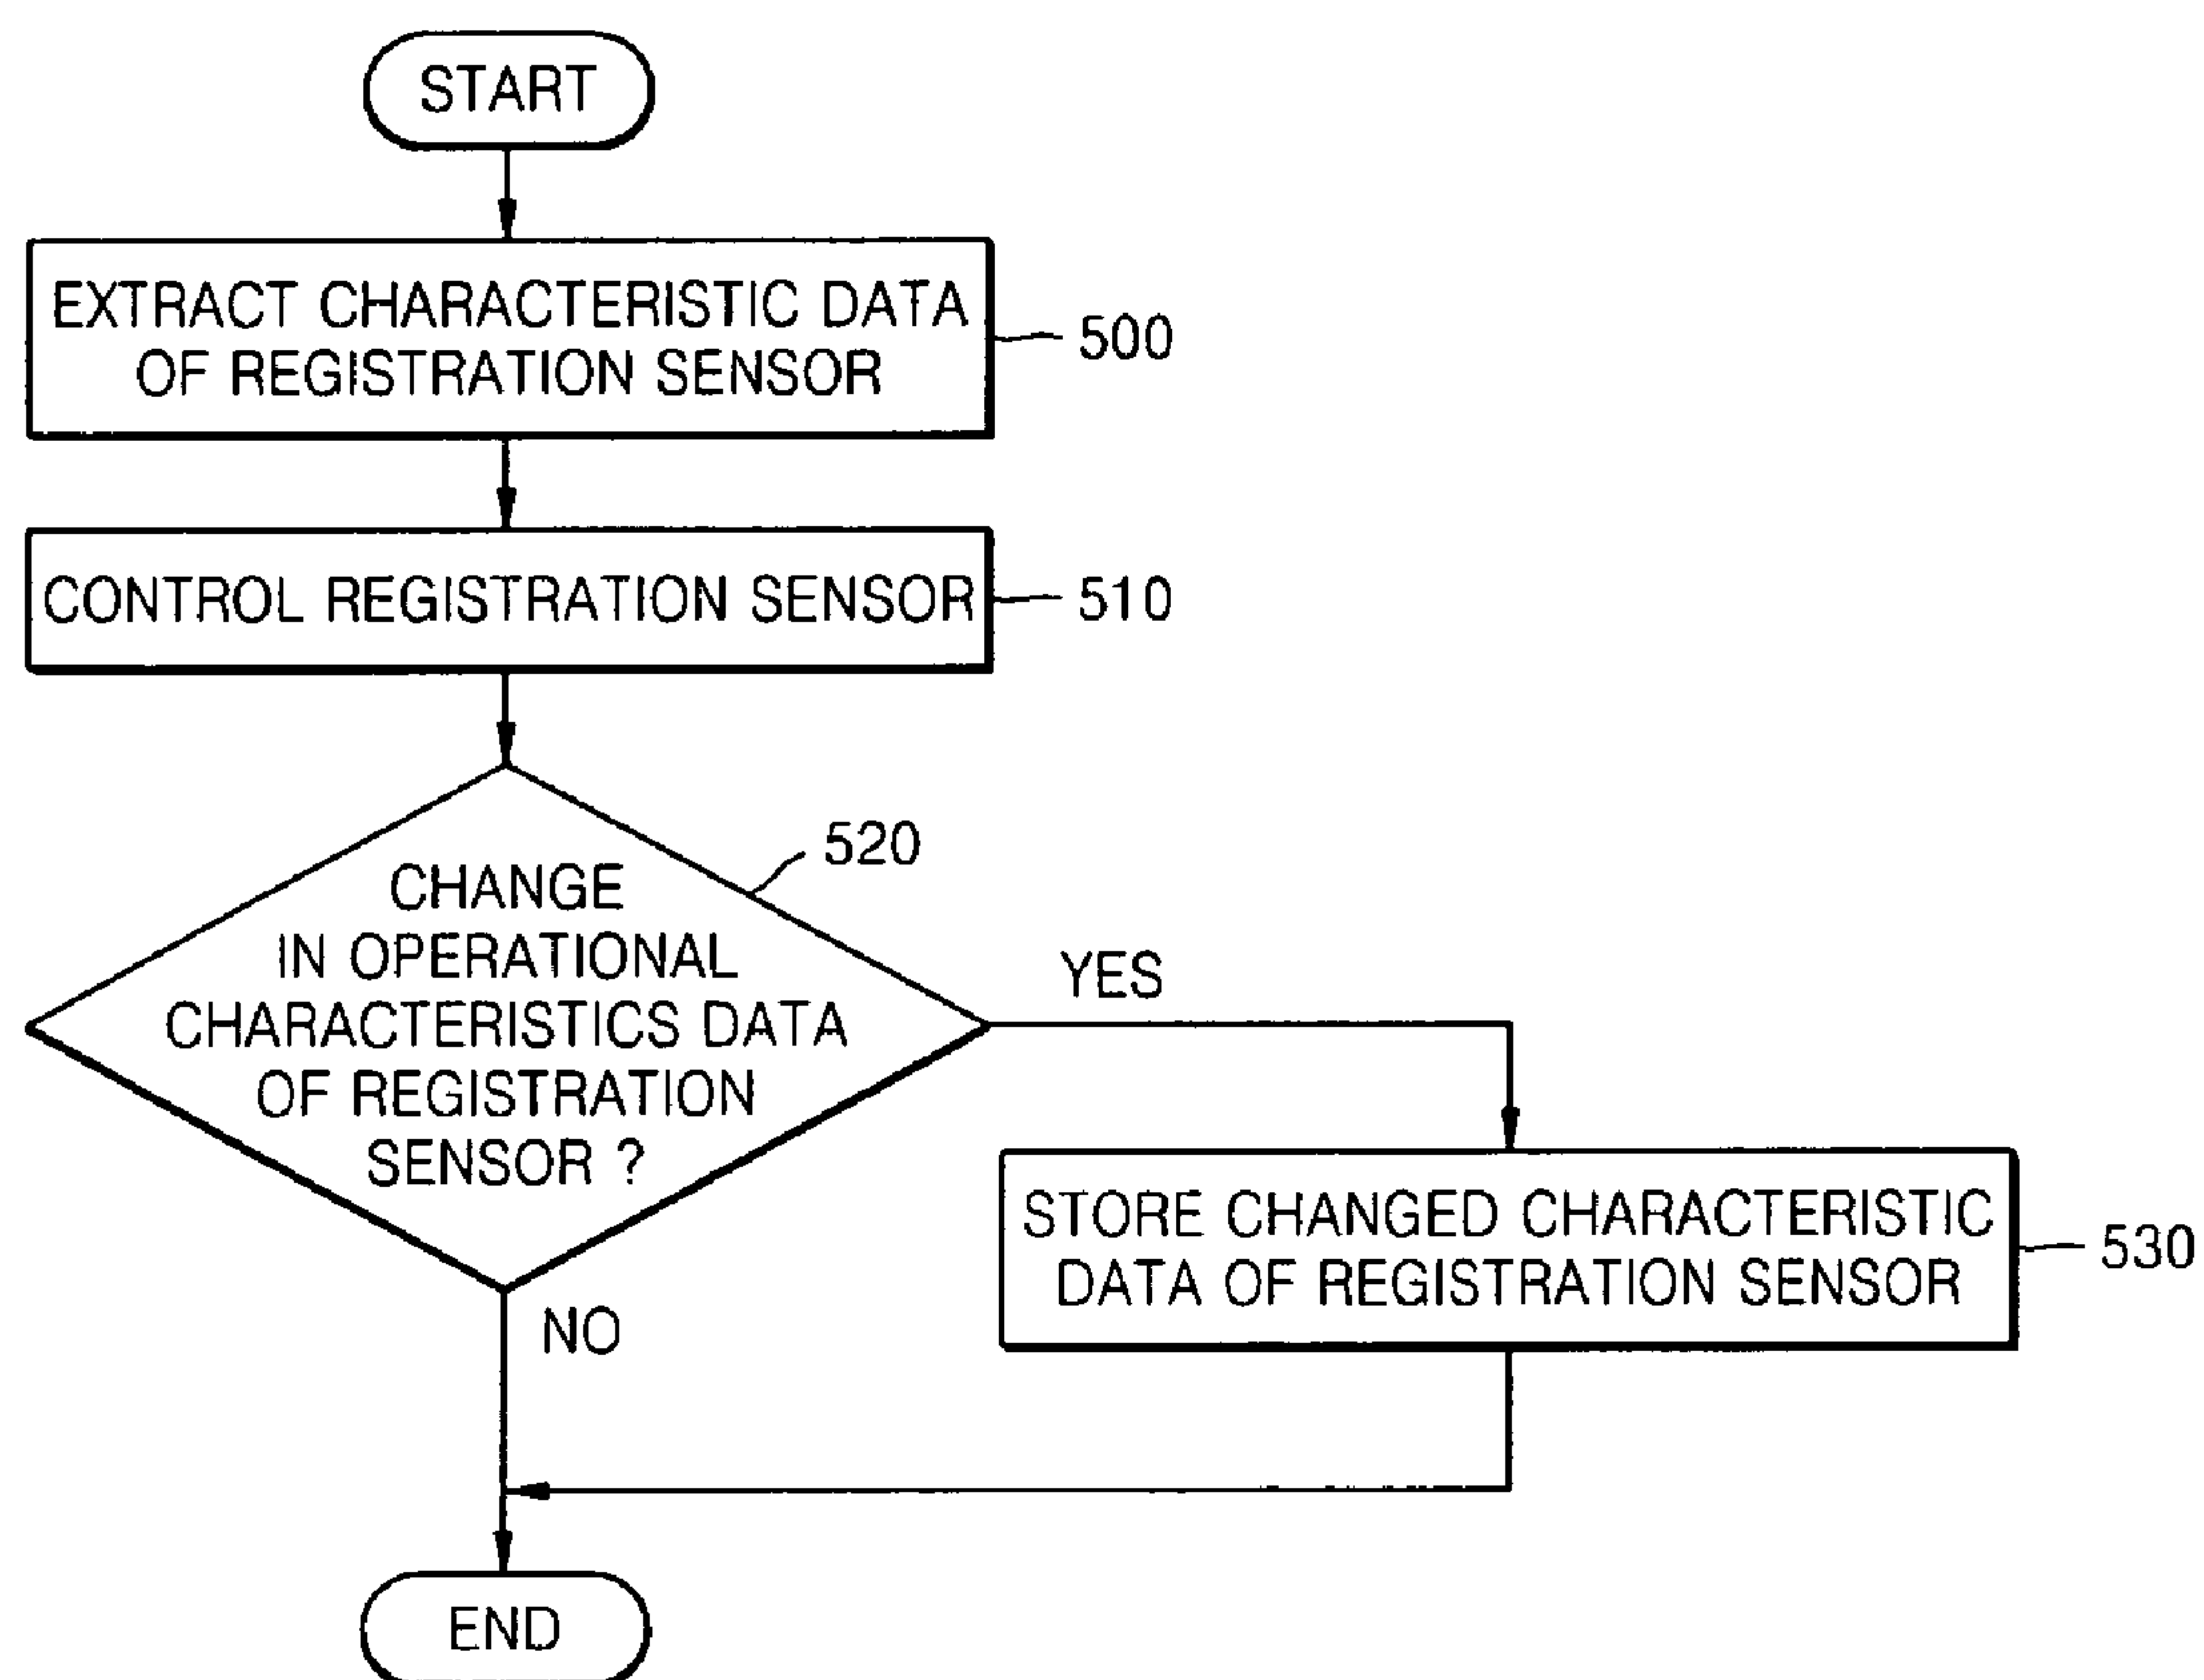 START
EXTRACT CHARACTERISTIC DATA
OF REGISTRATION SENSOR
500
CONTROL REGISTRATION SENSOR
510
520
CHANGE
IN OPERATIONAL
CHARACTERISTICS DATA
OF REGISTRATION
SENSOR ?
YES
STORE CHANGED CHARACTERISTIC
DATA OF REGISTRATION SENSOR
530
NO
END